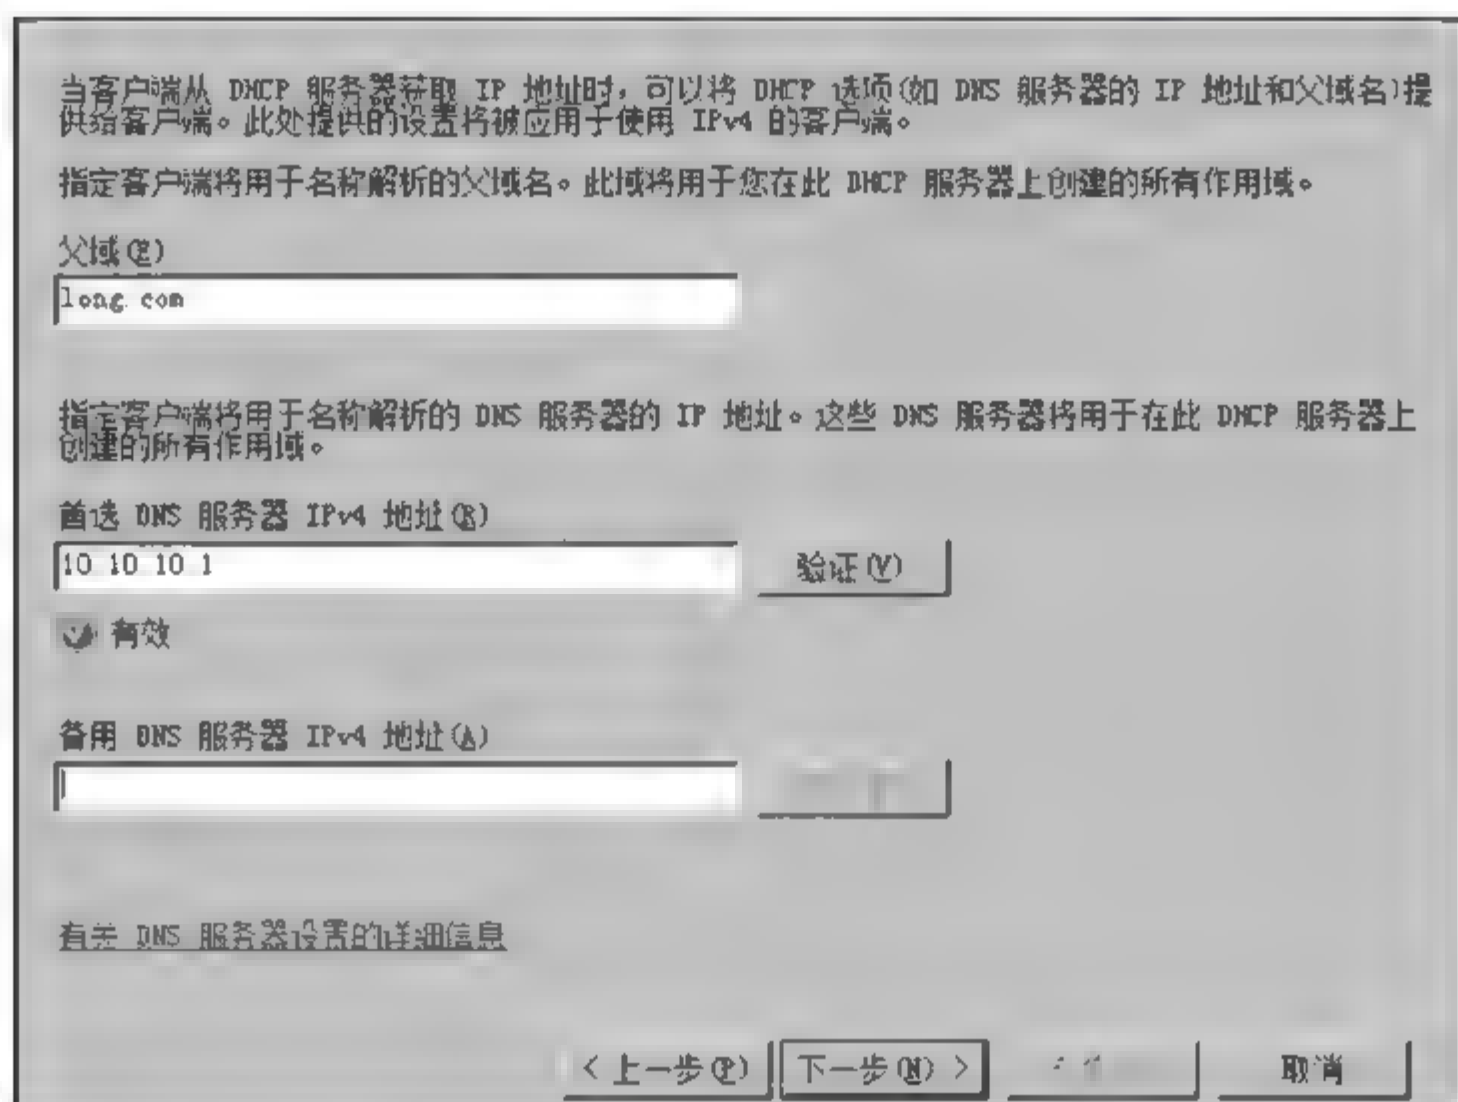 当客户端从 DHCP 服务器获取 IP 地址时，可以将 DHCP 选项(如 DNS 服务器的 IP 地址和父域名)提
供给客户端。此处提供的设置将被应用于使用 IPv4 的客户端。
指定客户端将用于名称解析的父域名。此域将用于您在此 DHCP 服务器上创建的所有作用域。
父域(E)
long.com
指定客户端将用于名称解析的 DNS 服务器的 IP 地址。这些 DNS 服务器将用于在此 DHCP 服务器上
创建的所有作用域。
首选 DNS 服务器 IPv4 地址(R)
10 10 10 1
验证(V)
有效
备用 DNS 服务器 IPv4 地址(A)
有关 DNS 服务器设置的详细信息
< 上一步(P)
下一步(N) >
取消